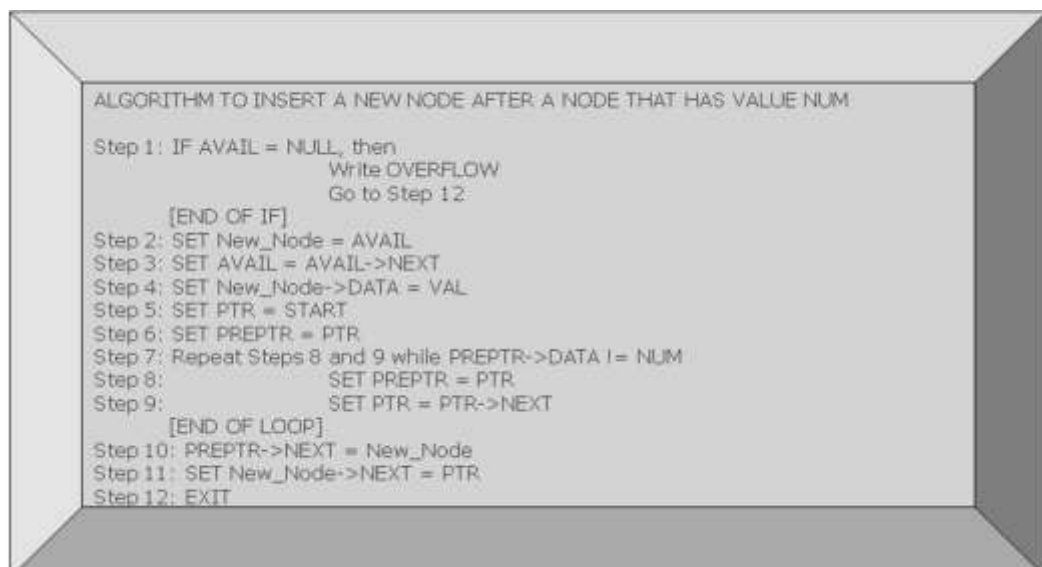 ALGORITHM TO INSERT A NEW NODE AFTER A NODE THAT HAS VALUE NUM
Step 1: IF AVAIL = NULL, then
Write OVERFLOW
Go to Step 12
[END OF IF]
Step 2: SET New_Node = AVAIL
Step 3: SET AVAIL = AVAIL->NEXT
Step 4: SET New_Node->DATA = VAL
Step 5: SET PTR = START
Step 6: SET PREPTR = PTR
Step 7: Repeat Steps 8 and 9 while PREPTR->DATA != NUM
Step 8: SET PREPTR = PTR
Step 9: SET PTR = PTR->NEXT
[END OF LOOP]
Step 10: PREPTR->NEXT = New_Node
Step 11: SET New_Node->NEXT = PTR
Step 12: EXIT